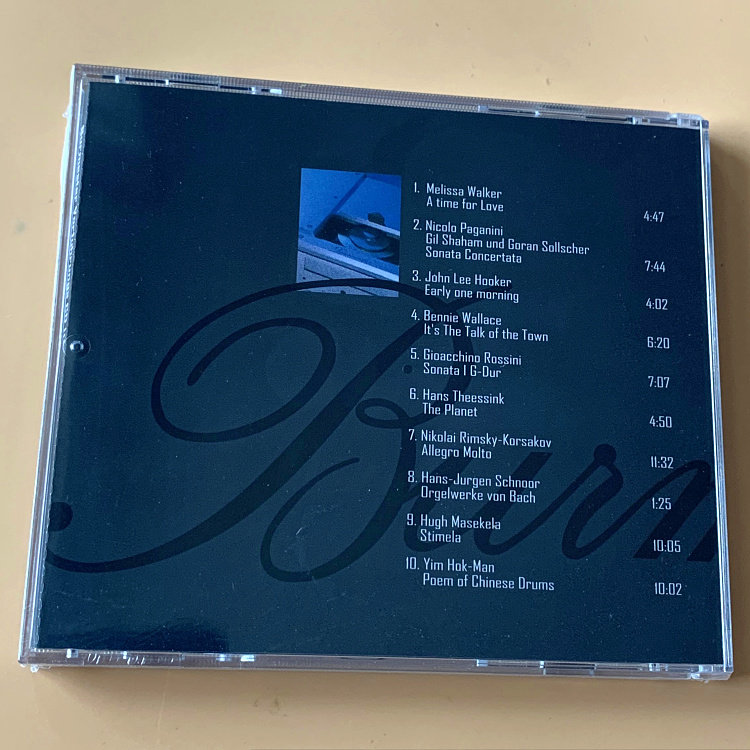 1. Melissa Walker
A time for Love
4:47
2. Nicolo Paganini
Gil Shaham und Goran Sollscher
Sonata Concertata
7:44
3. John Lee Hooker
Early one morning
4:02
4. Bennie Wallace
It's The Talk of the Town
6:20
5. Gioacchino Rossini
Sonata I G-Dur
7:07
6. Hans Theessink
The Planet
4:50
7. Nikolai Rimsky-Korsakov
Allegro Molto
11:32
8. Hans-Jurgen Schnoor
Orgelwerke von Bach
1:25
9. Hugh Masekela
Stimela
10:05
10. Yim Hok-Man
Poem of Chinese Drums
10:02
Burm